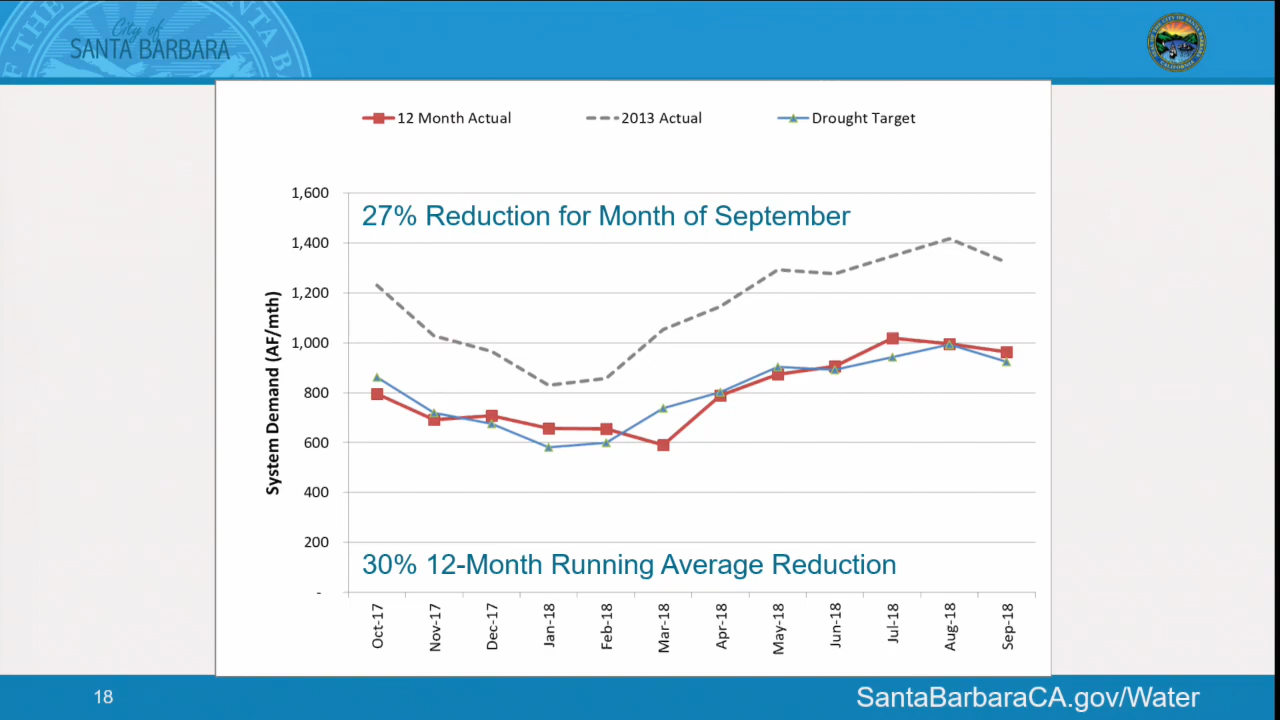 City of
SANTA BARBARA
12 Month Actual
2013 Actual
Drought Target
1,600
1,400
1,200
1,000
800
600
400
200
-
System Demand (AF/mth)
27% Reduction for Month of September
30% 12-Month Running Average Reduction
Oct-17
Nov-17
Dec-17
Jan-18
Feb-18
Mar-18
Apr-18
May-18
Jun-18
Jul-18
Aug-18
Sep-18
18
SantaBarbaraCA.gov/Water